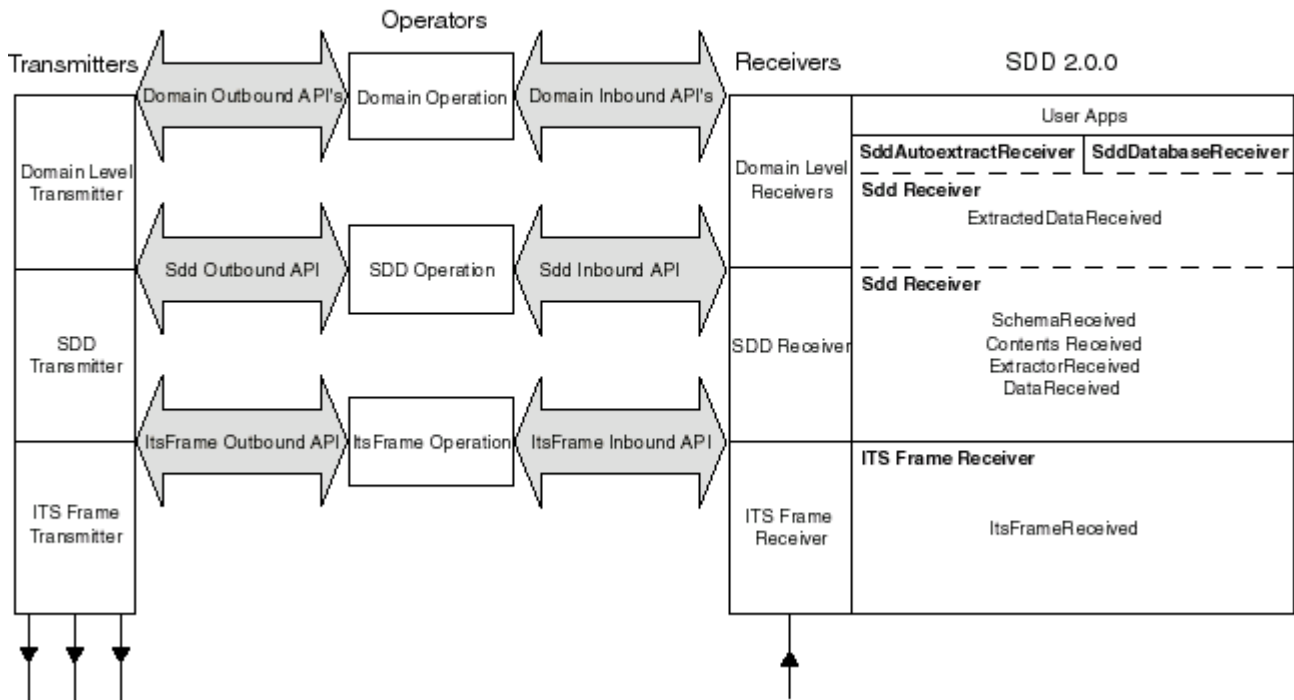 Operators
Transmitters
Receivers
SDD 2.0.0
Domain Outbound API's
Domain Operation
Domain Inbound API's
User Apps
SddAutoextractReceiver
SddDatabaseReceiver
Domain Level
Transmitter
Domain Level
Receivers
Sdd Receiver
ExtractedDataReceived
Sdd Outbound API
SDD Operation
Sdd Inbound API
Sdd Receiver
SDD
Transmitter
SDD Receiver
SchemaReceived
Contents Received
ExtractorReceived
DataReceived
ItsFrame Outbound API
ItsFrame Operation
ItsFrame Inbound API
ITS Frame Receiver
ITS Frame
Transmitter
ITS Frame
Receiver
ItsFrameReceived